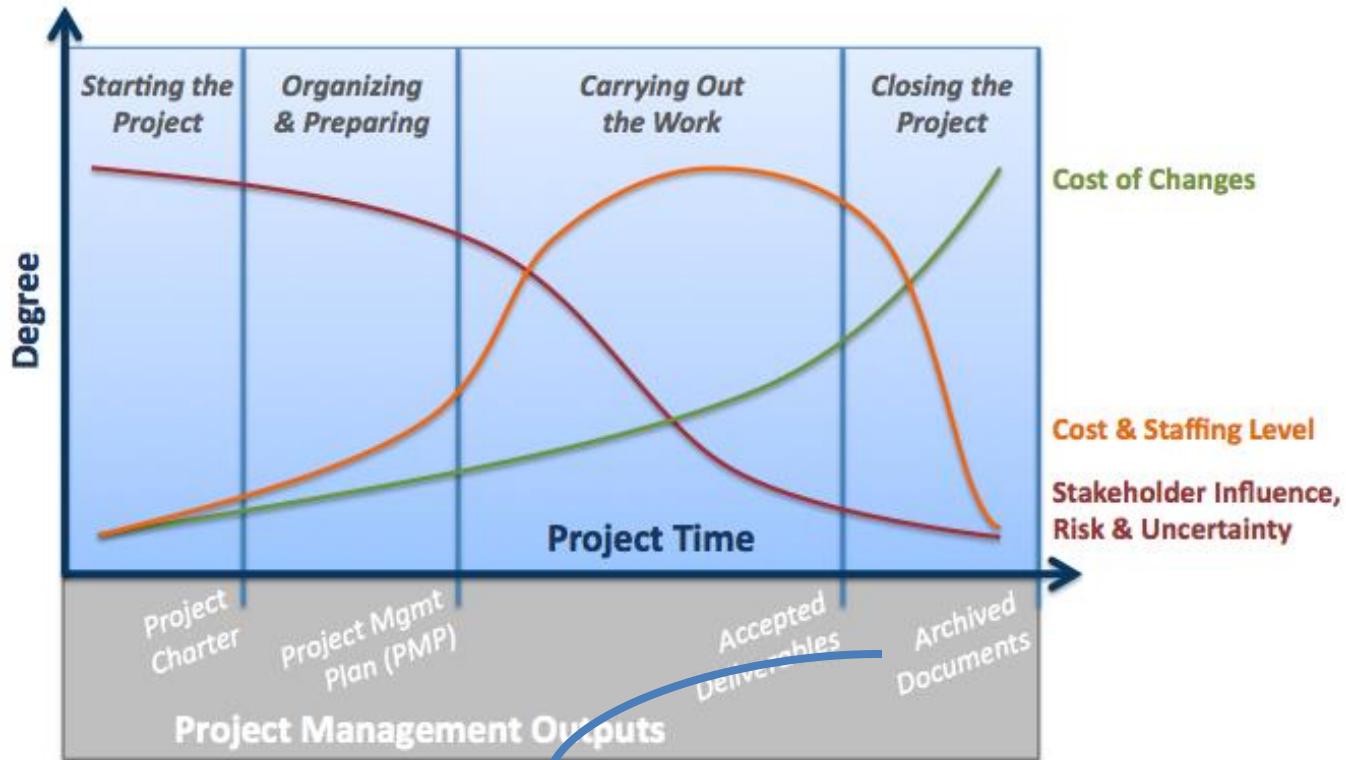 Starting the
Project
Organizing
& Preparing
Carrying Out
the Work
Closing the
Project
Degree
Cost of Changes
Cost & Staffing Level
Stakeholder Influence,
Risk & Uncertainty
Project Time
Project
Charter
Project Mgmt
Plan (PMP)
Accepted
Deliverables
Archived
Documents
Project Management Outputs